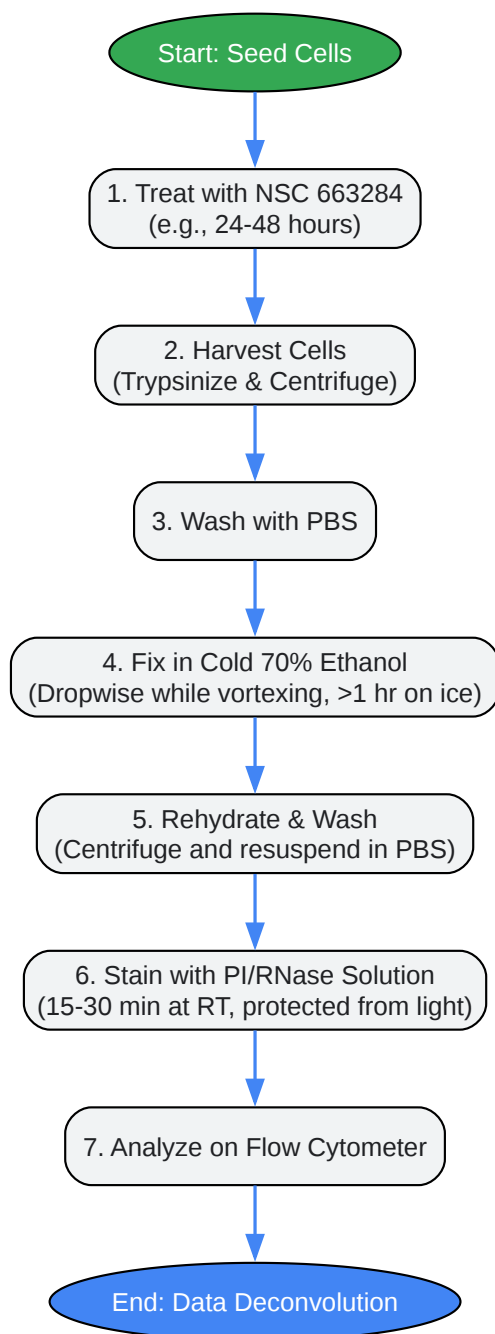 Start: Seed Cells
1. Treat with NSC 663284
(e.g., 24-48 hours)
2. Harvest Cells
(Trypsinize & Centrifuge)
3. Wash with PBS
4. Fix in Cold 70% Ethanol
(Dropwise while vortexing, >1 hr on ice)
5. Rehydrate & Wash
(Centrifuge and resuspend in PBS)
6. Stain with PI/RNase Solution
(15-30 min at RT, protected from light)
7. Analyze on Flow Cytometer
End: Data Deconvolution